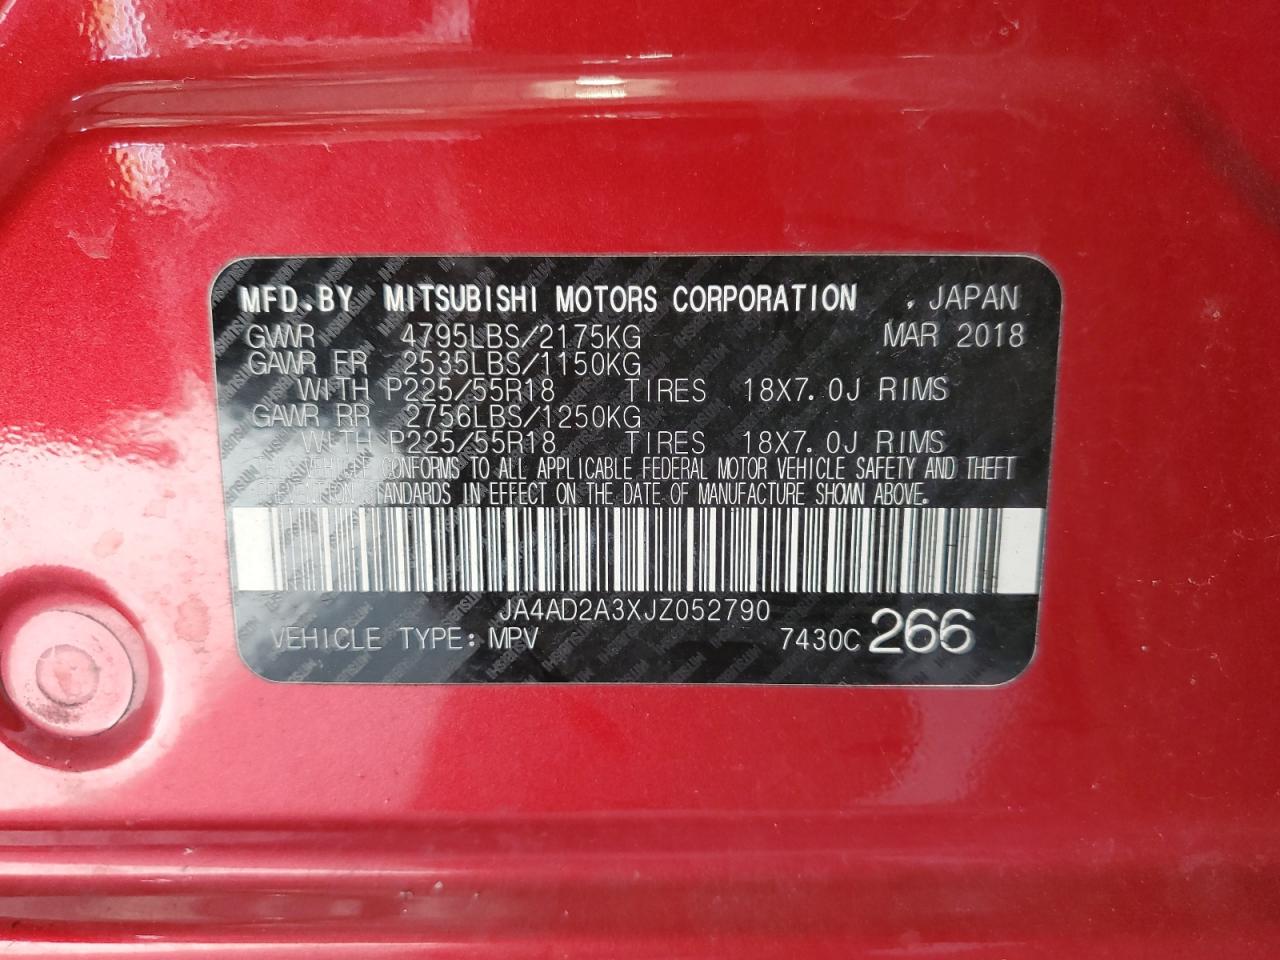 MFD.BY MITSUBISHI MOTORS CORPORATION , JAPAN
GVWR 4795LBS/2175KG MAR 2018
GAWR FR 2535LBS/1150KG
WITH P225/55R18 TIRES 18X7.0J RIMS
GAWR RR 2756LBS/1250KG
WITH P225/55R18 TIRES 18X7.0J RIMS
THIS VEHICLE CONFORMS TO ALL APPLICABLE FEDERAL MOTOR VEHICLE SAFETY AND THEFT
PREVENTION STANDARDS IN EFFECT ON THE DATE OF MANUFACTURE SHOWN ABOVE.
JA4AD2A3XJZ052790
VEHICLE TYPE: MPV 7430C 266